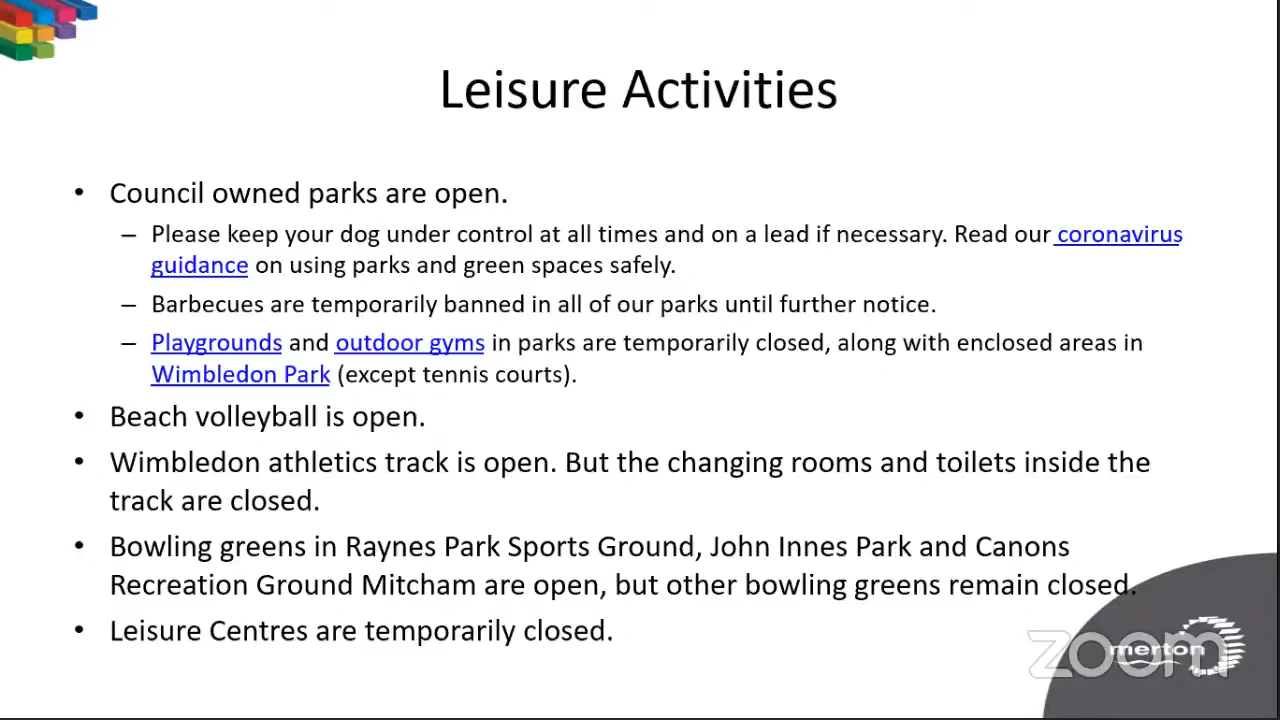 Leisure Activities
• Council owned parks are open.
– Please keep your dog under control at all times and on a lead if necessary. Read our coronavirus
guidance on using parks and green spaces safely.
– Barbecues are temporarily banned in all of our parks until further notice.
– Playgrounds and outdoor gyms in parks are temporarily closed, along with enclosed areas in
Wimbledon Park (except tennis courts).
• Beach volleyball is open.
• Wimbledon athletics track is open. But the changing rooms and toilets inside the
track are closed.
• Bowling greens in Raynes Park Sports Ground, John Innes Park and Canons
Recreation Ground Mitcham are open, but other bowling greens remain closed.
• Leisure Centres are temporarily closed.
zoom
merton